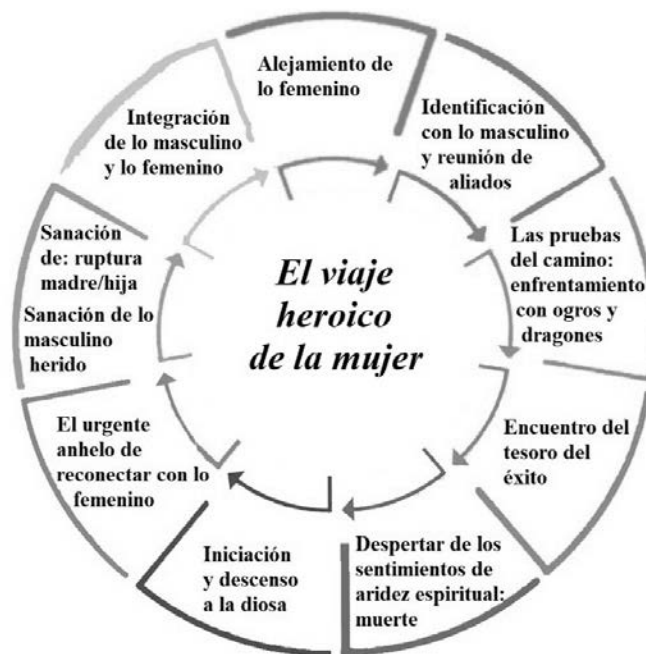 El viaje
heroico
de la mujer
Alejamiento de
lo femenino
Identificación
con lo masculino
y reunión de
aliados
Las pruebas
del camino:
enfrentamiento
con ogros y
dragones
Encuentro del
tesoro del
éxito
Despertar de los
sentimientos de
aridez espiritual:
muerte
Iniciación
y descenso
a la diosa
El urgente
anhelo de
reconectar con lo
femenino
Sanación
de: ruptura
madre/hija
Sanación de lo
masculino
herido
Integración
de lo masculino
y lo femenino